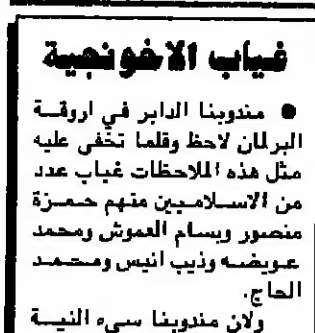 غياب الاخونجية
● مندوبنا الداير في اروقة
البرلمان لاحظ وقلما تخفى عليه
مثل هذه الملاحظات غياب عدد
من الاسلاميين منهم حمزة
منصور وبسام العموش ومحمد
عويضه وذيب انيس ومحمد
الحاج.
ولان مندوبنا سيء النية